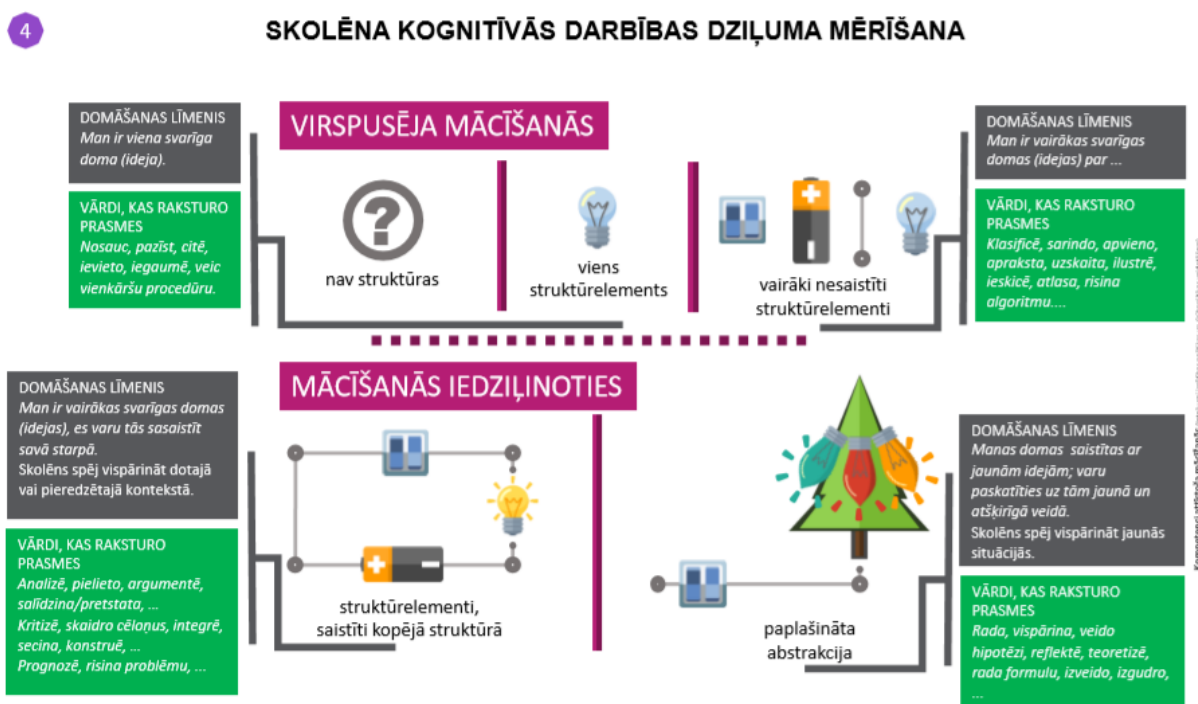 4
SKOLĒNA KOGNITĪVĀS DARBĪBAS DZIĻUMA MĒRĪŠANA
DOMĀŠANAS LĪMENIS
Man ir viena svarīga
doma (ideja).
VĀRDI, KAS RAKSTURO
PRASMES
Nosauc, pazīst, citē,
ievieto, iegaumē, veic
vienkāršu procedūru.
VIRSPUSĒJA MĀCĪŠANĀS
?
nav struktūras
viens
struktūrelements
vairāki nesaistīti
struktūrelementi
DOMĀŠANAS LĪMENIS
Man ir vairākas svarīgas
domas (idejas) par ...
VĀRDI, KAS RAKSTURO
PRASMES
Klasificē, sarindo, apvieno,
apraksta, uzskaita, ilustrē,
ieskicē, atlasa, risina
algoritmu....
MĀCĪŠANĀS IEDZIĻINOTIES
DOMĀŠANAS LĪMENIS
Man ir vairākas svarīgas domas
(idejas), es varu tās sasaistīt
savā starpā.
Skolēns spēj vispārināt dotajā
vai pieredzētajā kontekstā.
VĀRDI, KAS RAKSTURO
PRASMES
Analizē, pielieto, argumentē,
salīdzina/pretstata, ...
Kritizē, skaidro cēloņus, integrē,
secina, konstruē, ...
Prognozē, risina problēmu, ...
struktūrelementi,
saistīti kopējā struktūrā
paplašināta
abstrakcija
DOMĀŠANAS LĪMENIS
Manas domas saistītas ar
jaunām idejām; varu
paskatīties uz tām jaunā un
atšķirīgā veidā.
Skolēns spēj vispārināt jaunās
situācijās.
VĀRDI, KAS RAKSTURO
PRASMES
Rada, vispārina, veido
hipotēzi, reflektē, teoretizē,
rada formulu, izveido, izgudro,
...